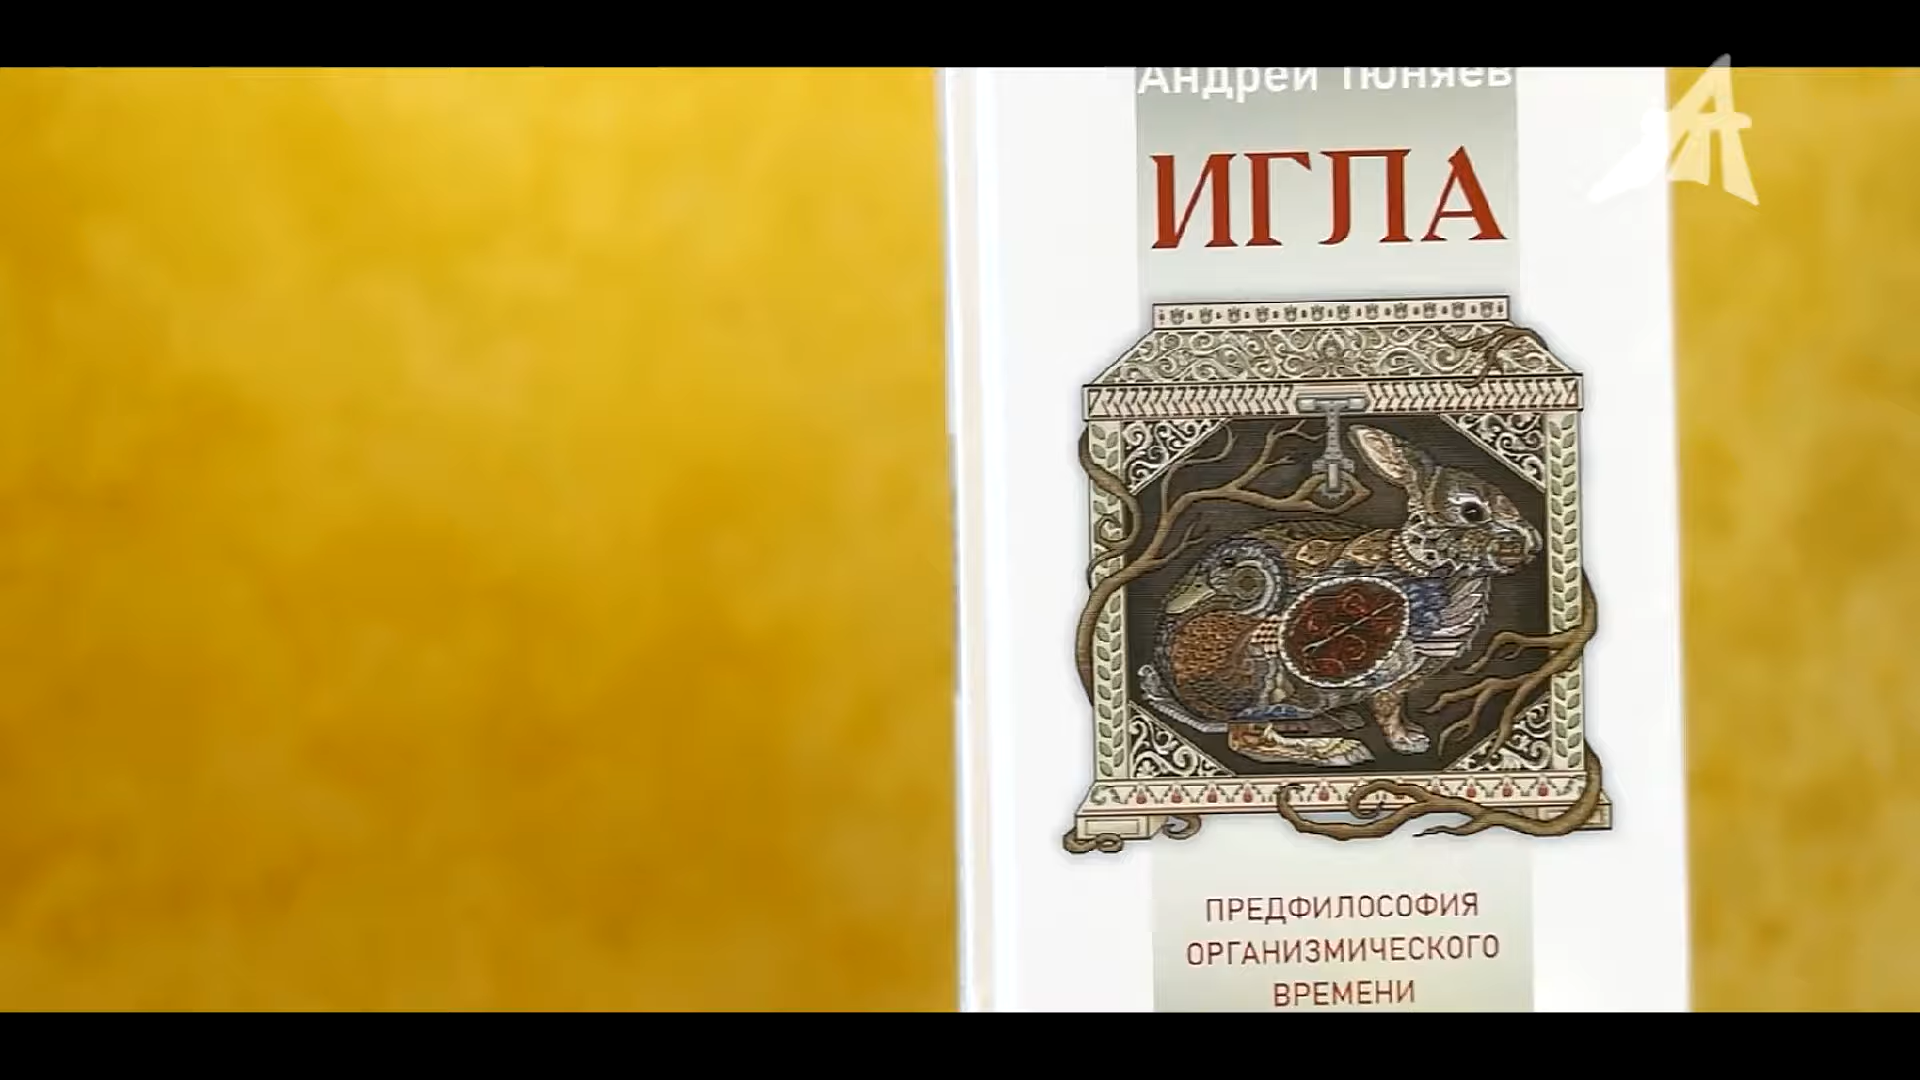 Андрей Тюняев
ИГЛА
ПРЕДФИЛОСОФИЯ
ОРГАНИЗМИЧЕСКОГО
ВРЕМЕНИ